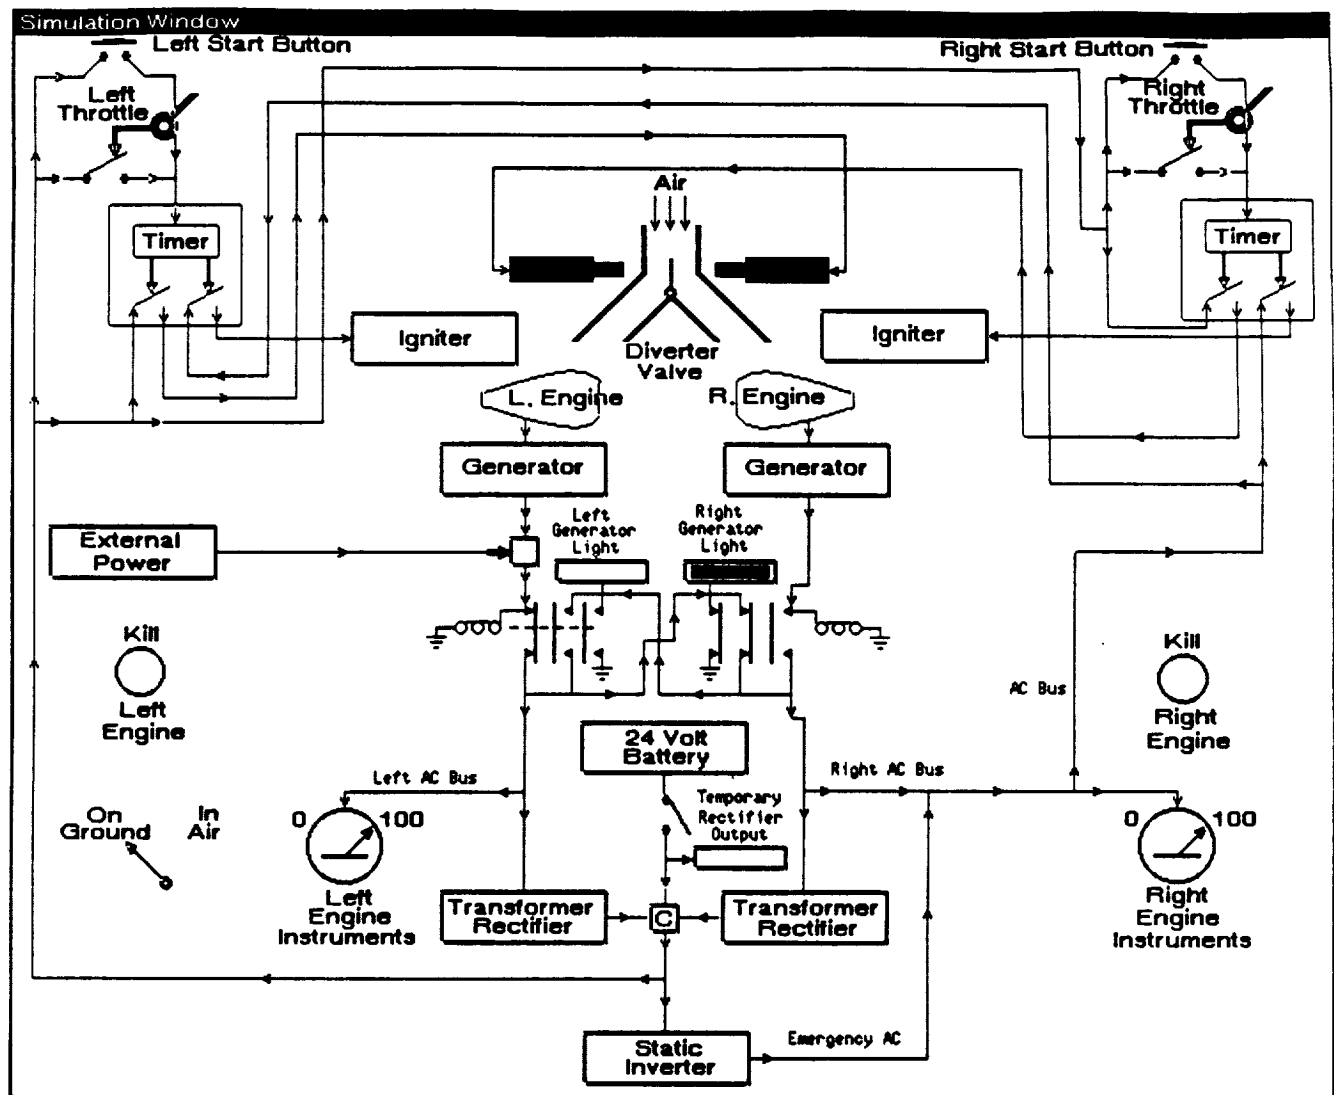 Simulation Window
Left Start Button
Right Start Button
Left
Throttle
Right
Throttle
Air
Timer
Timer
Igniter
Igniter
Diverter
Valve
L. Engine
R. Engine
Generator
Generator
Left
Generator
Light
Right
Generator
Light
External
Power
Kill
Left
Engine
Kill
Right
Engine
AC Bus
24 Volt
Battery
Left AC Bus
Right AC Bus
Temporary
Rectifier
Output
On
Ground
In
Air
0 100
0 100
Left
Engine
Instruments
Transformer
Rectifier
C
Transformer
Rectifier
Right
Engine
Instruments
Static
Inverter
Emergency AC